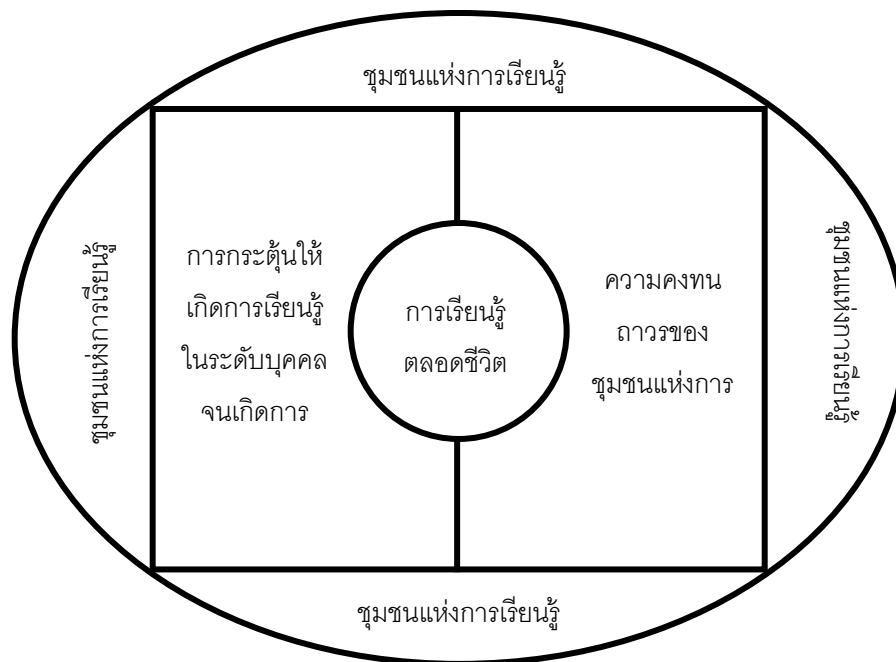 ชุมชนแห่งการเรียนรู้
ชุมชนแห่งการเรียนรู้
การกระตุ้นให้
เกิดการเรียนรู้
ในระดับบุคคล
จนเกิดการ
การเรียนรู้
ตลอดชีวิต
ความคงทน
ถาวรของ
ชุมชนแห่งการ
ชุมชนแห่งการเรียนรู้
ชุมชนแห่งการเรียนรู้